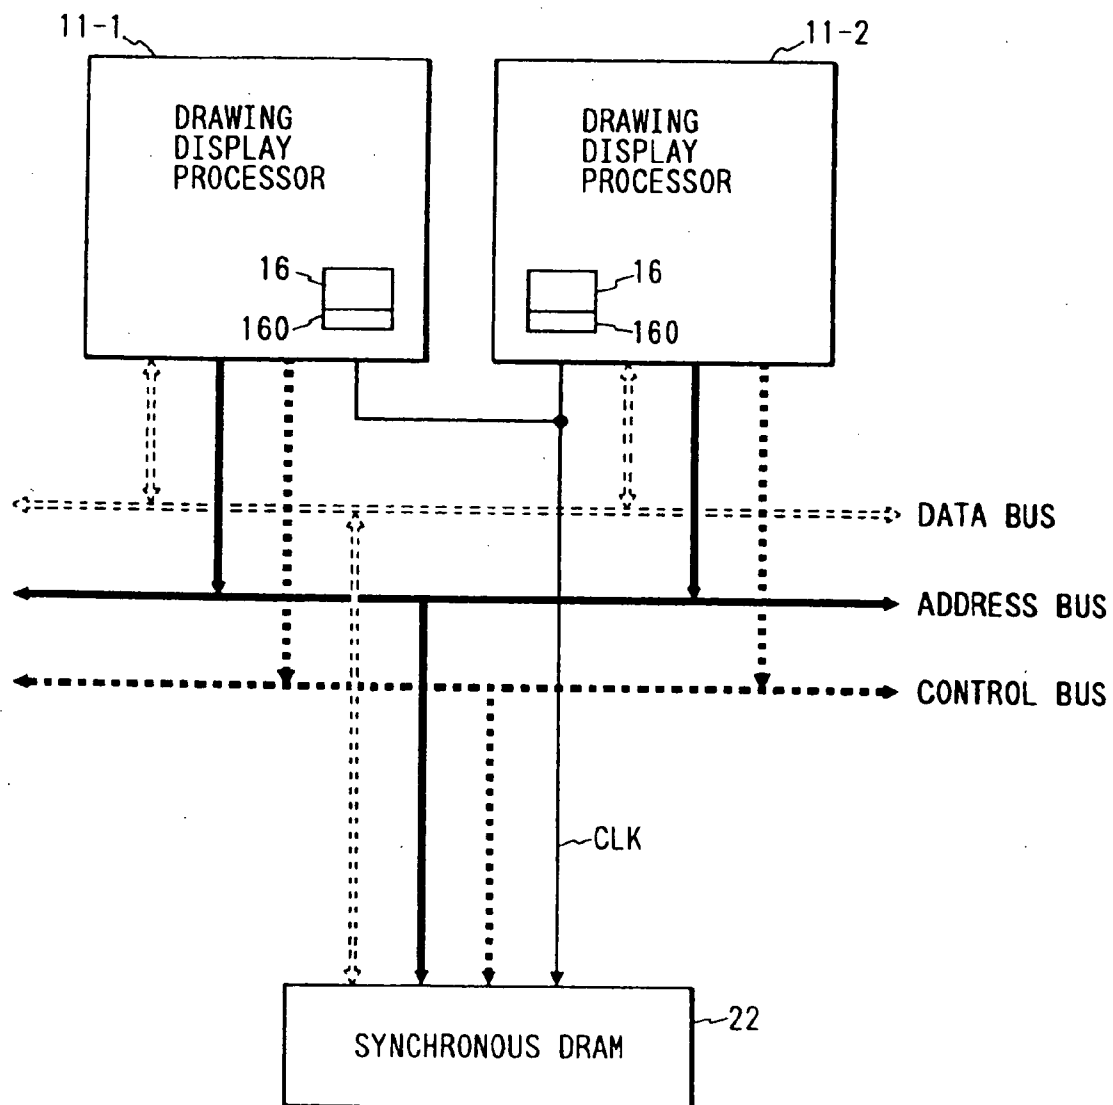 11-1
11-2
DRAWING
DISPLAY
PROCESSOR
DRAWING
DISPLAY
PROCESSOR
16
160
16
160
DATA BUS
ADDRESS BUS
CONTROL BUS
CLK
22
SYNCHRONOUS DRAM